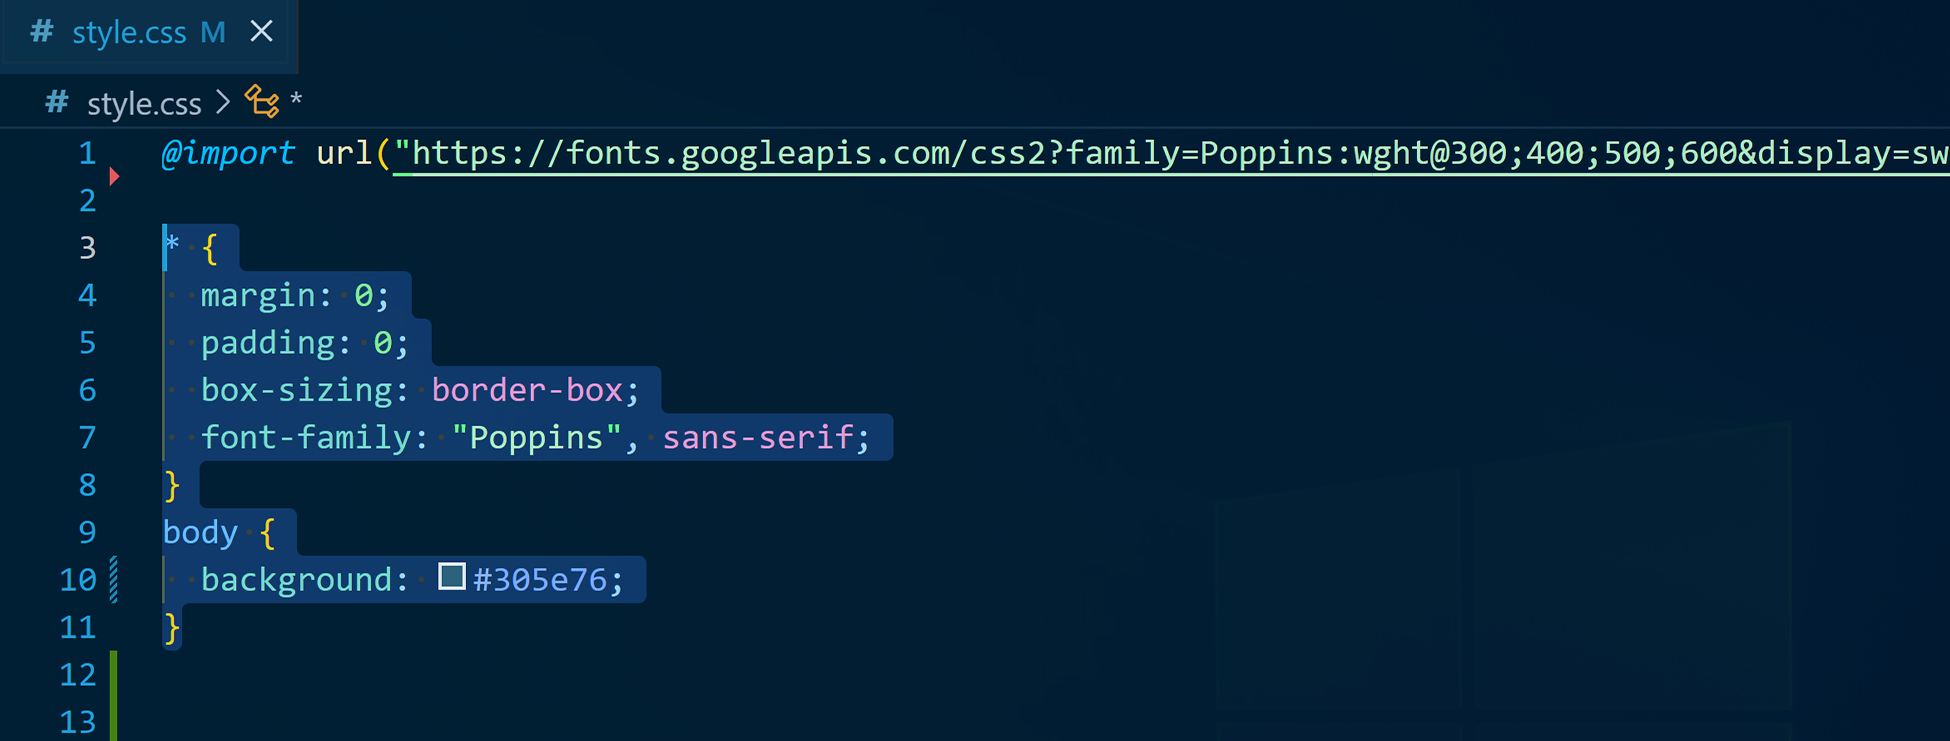 # style.css M ×
# style.css > *
1 @import url("https://fonts.googleapis.com/css2?family=Poppins:wght@300;400;500;600&display=sw
2
3 * {
4   margin: 0;
5   padding: 0;
6   box-sizing: border-box;
7   font-family: "Poppins", sans-serif;
8 }
9 body {
10   background: #305e76;
11 }
12
13